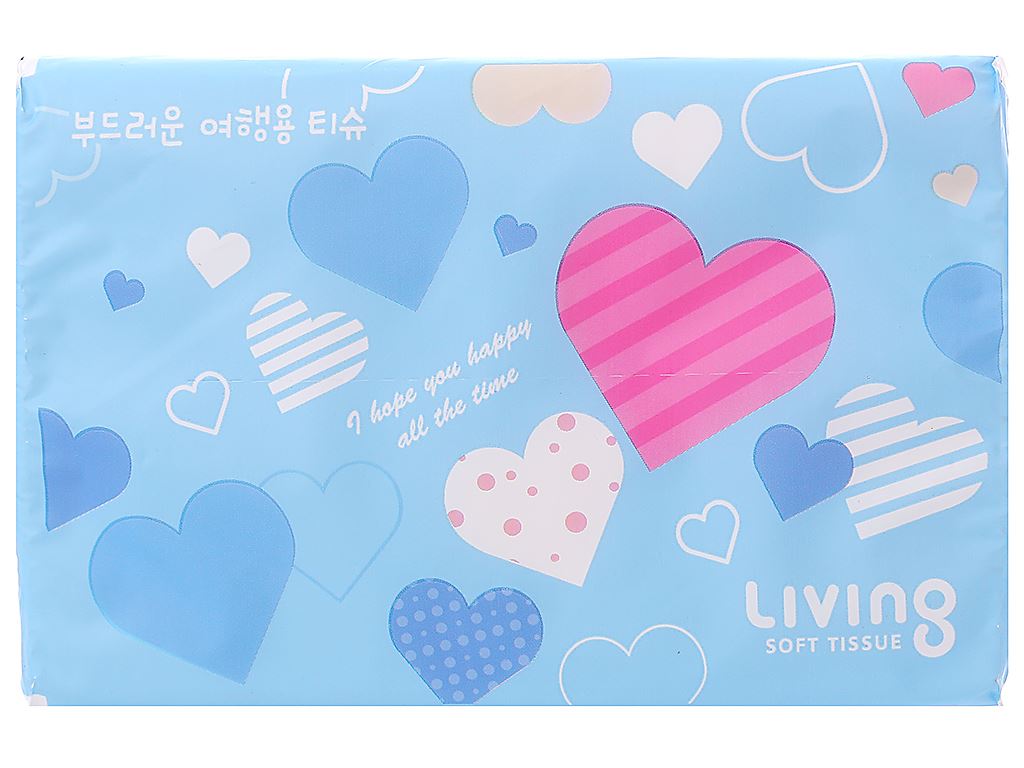 부드러운 여행용 티슈
I hope you happy
all the time
LIVING
SOFT TISSUE